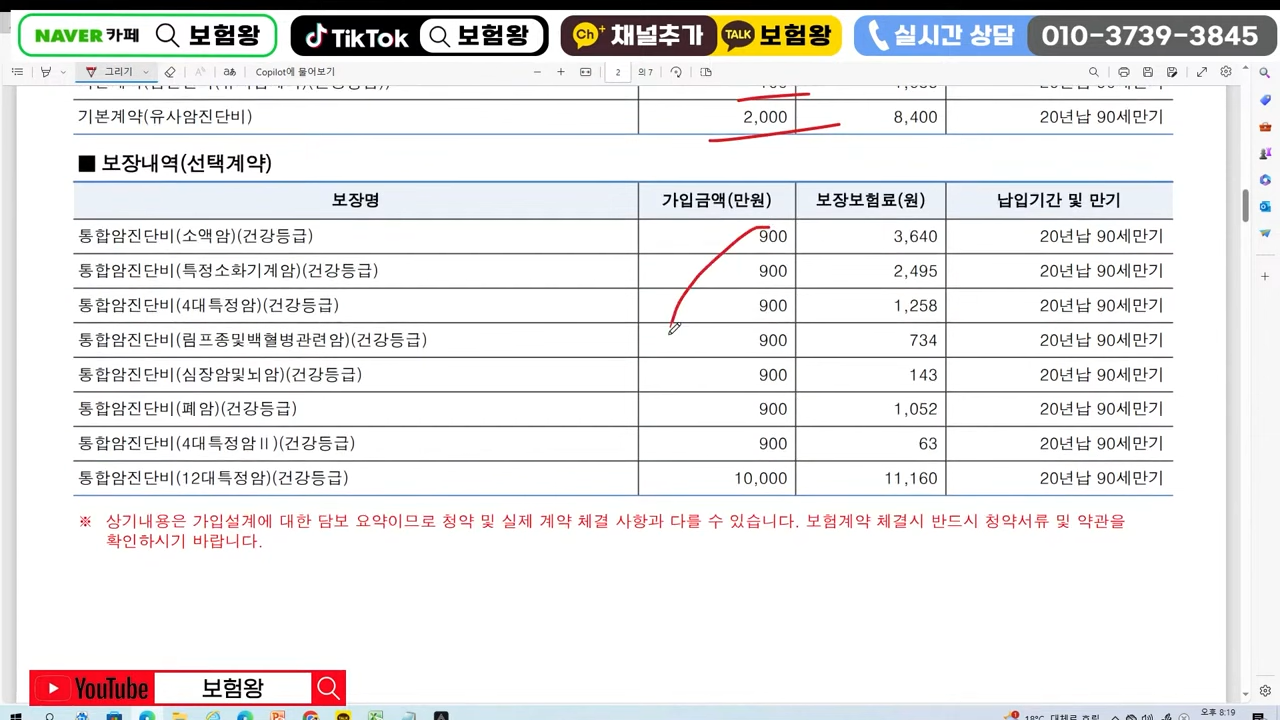 NAVER 카페 보험왕 TikTok 보험왕 Ch+ 채널추가 TALK 보험왕 실시간 상담 010-3739-3845
그리기 가あ Copilot에 물어보기 2 의 7
기본계약(유사암진단비) 2,000 8,400 20년납 90세만기
■ 보장내역(선택계약)
보장명 가입금액(만원) 보장보험료(원) 납입기간 및 만기
통합암진단비(소액암)(건강등급) 900 3,640 20년납 90세만기
통합암진단비(특정소화기계암)(건강등급) 900 2,495 20년납 90세만기
통합암진단비(4대특정암)(건강등급) 900 1,258 20년납 90세만기
통합암진단비(림프종및백혈병관련암)(건강등급) 900 734 20년납 90세만기
통합암진단비(심장암및뇌암)(건강등급) 900 143 20년납 90세만기
통합암진단비(폐암)(건강등급) 900 1,052 20년납 90세만기
통합암진단비(4대특정암Ⅱ)(건강등급) 900 63 20년납 90세만기
통합암진단비(12대특정암)(건강등급) 10,000 11,160 20년납 90세만기
※ 상기내용은 가입설계에 대한 담보 요약이므로 청약 및 실제 계약 체결 사항과 다를 수 있습니다. 보험계약 체결시 반드시 청약서류 및 약관을
확인하시기 바랍니다.
YouTube 보험왕
18°C 대체로 흐림 오후 8:19